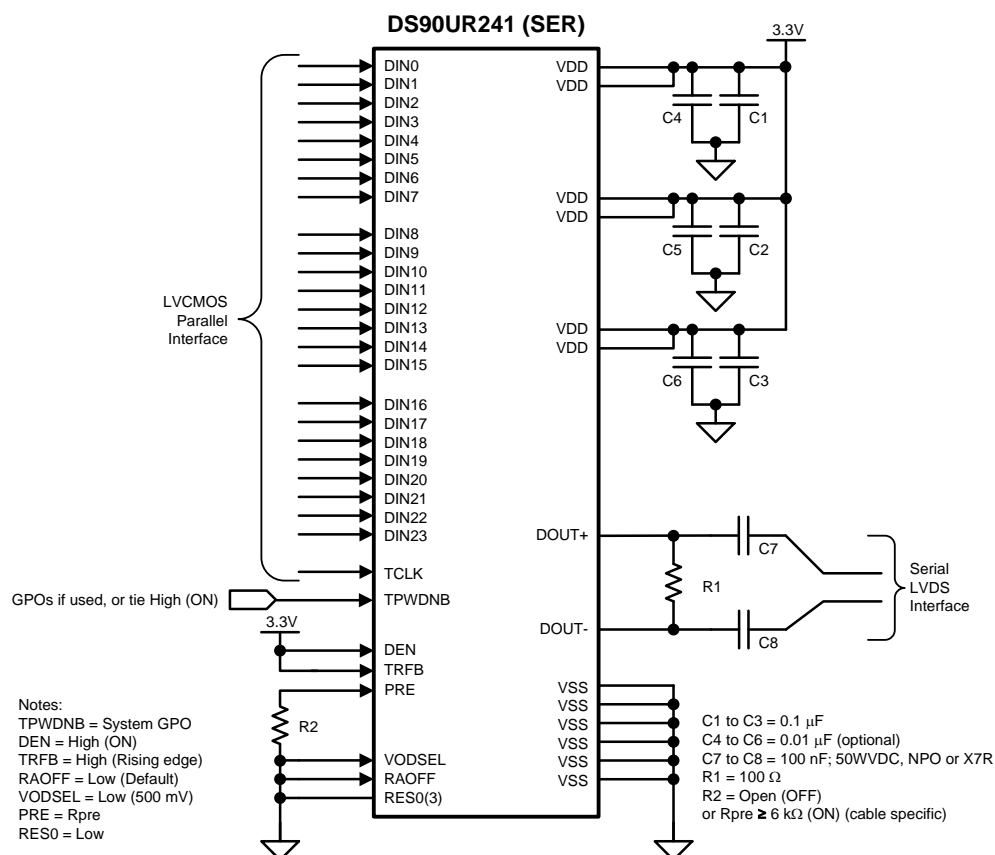 DS90UR241 (SER)
3.3V
DIN0
DIN1
DIN2
DIN3
DIN4
DIN5
DIN6
DIN7
DIN8
DIN9
DIN10
DIN11
DIN12
DIN13
DIN14
DIN15
DIN16
DIN17
DIN18
DIN19
DIN20
DIN21
DIN22
DIN23
TCLK
TPWDNB
DEN
TRFB
PRE
VODSEL
RAOFF
RES0(3)
LVCMOS
Parallel
Interface
GPOs if used, or tie High (ON)
3.3V
R2
VDD
VDD
C4
C1
VDD
VDD
C5
C2
VDD
VDD
C6
C3
DOUT+
C7
R1
DOUT-
C8
Serial
LVDS
Interface
VSS
VSS
VSS
VSS
VSS
VSS
Notes:
TPWDNB = System GPO
DEN = High (ON)
TRFB = High (Rising edge)
RAOFF = Low (Default)
VODSEL = Low (500 mV)
PRE = Rpre
RES0 = Low
C1 to C3 = 0.1 μF
C4 to C6 = 0.01 μF (optional)
C7 to C8 = 100 nF; 50WVDC, NPO or X7R
R1 = 100 Ω
R2 = Open (OFF)
or Rpre ≥ 6 kΩ (ON) (cable specific)